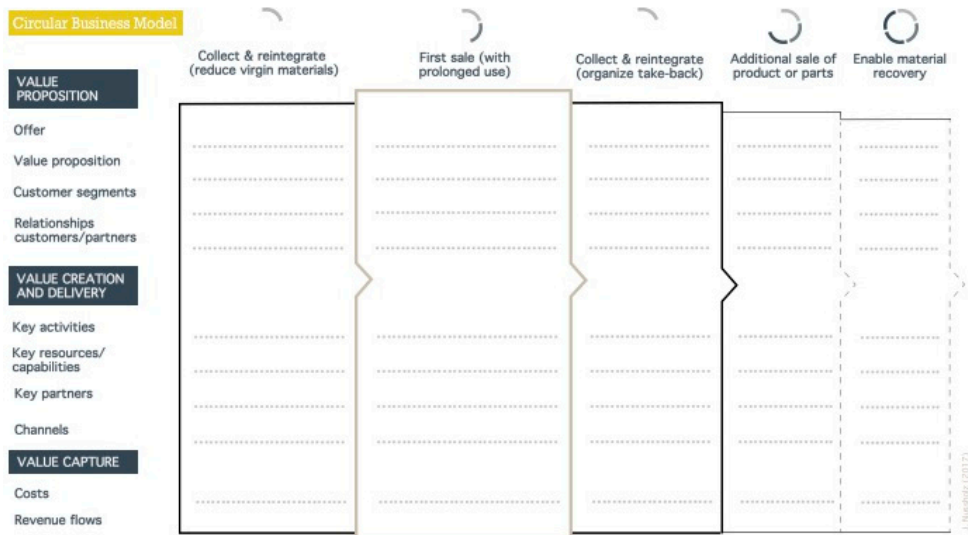 Circular Business Model
Collect & reintegrate
(reduce virgin materials)
First sale (with
prolonged use)
Collect & reintegrate
(organize take-back)
Additional sale of
product or parts
Enable material
recovery
VALUE
PROPOSITION
Offer
Value proposition
Customer segments
Relationships
customers/partners
VALUE CREATION
AND DELIVERY
Key activities
Key resources/
capabilities
Key partners
Channels
VALUE CAPTURE
Costs
Revenue flows
(2017)